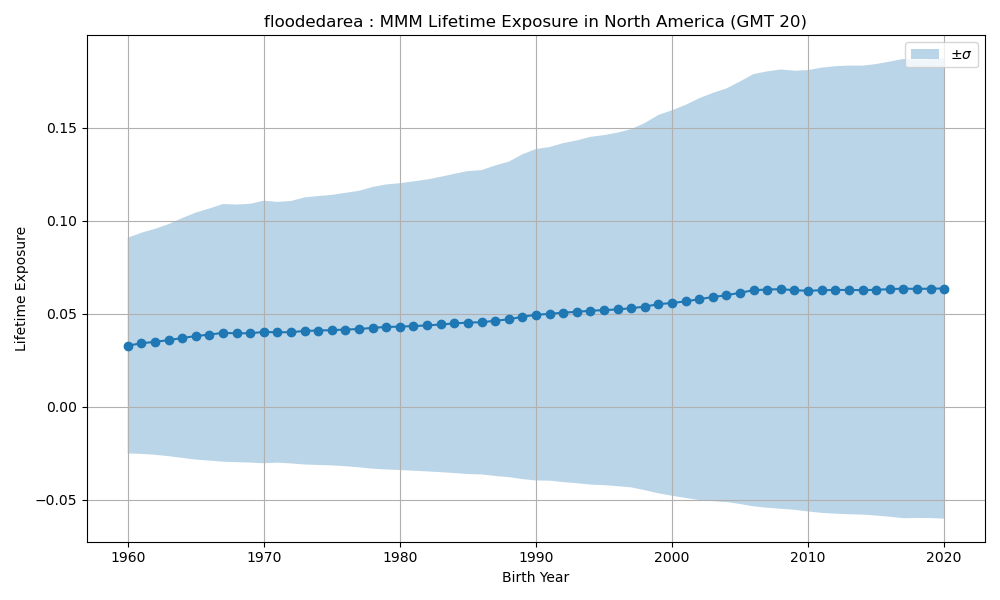 floodedarea : MMM Lifetime Exposure in North America (GMT 20)
±σ
Lifetime Exposure
0.15
0.10
0.05
0.00
−0.05
1960 1970 1980 1990 2000 2010 2020
Birth Year